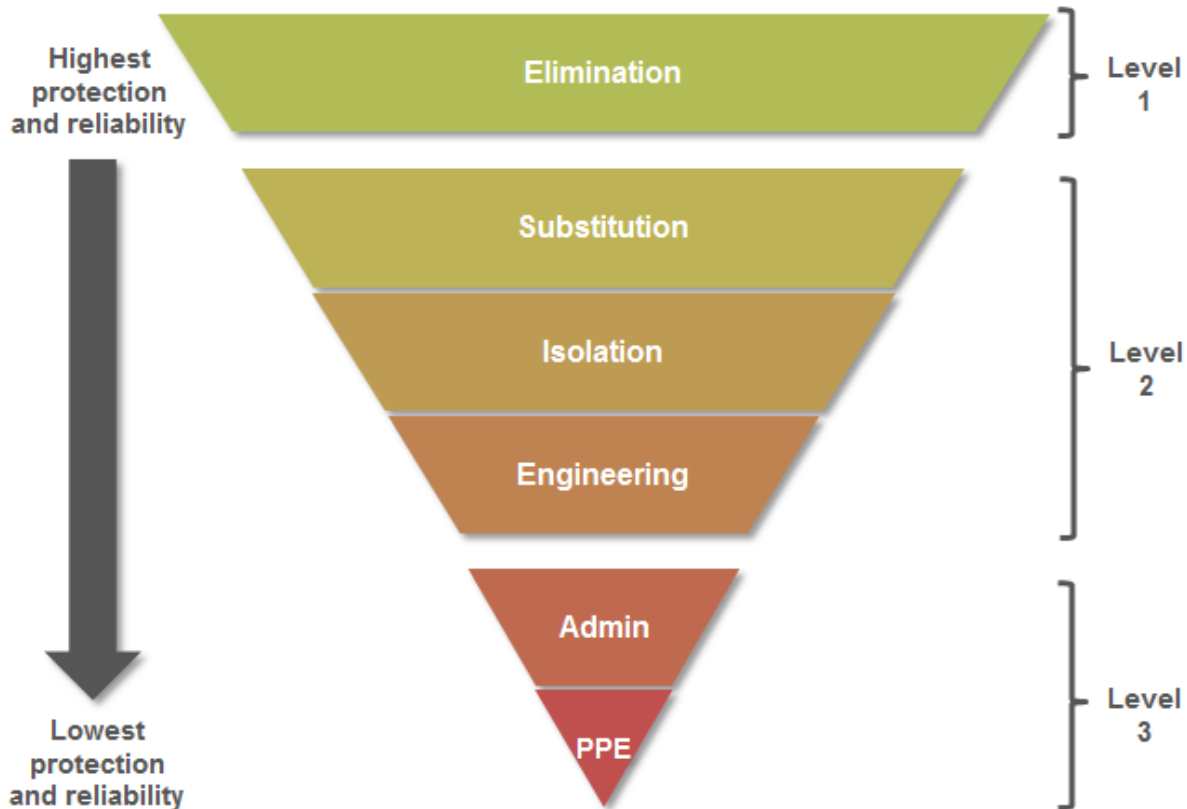 Highest
protection
and reliability
Elimination
Level
1
Substitution
Isolation
Engineering
Level
2
Admin
PPE
Level
3
Lowest
protection
and reliability